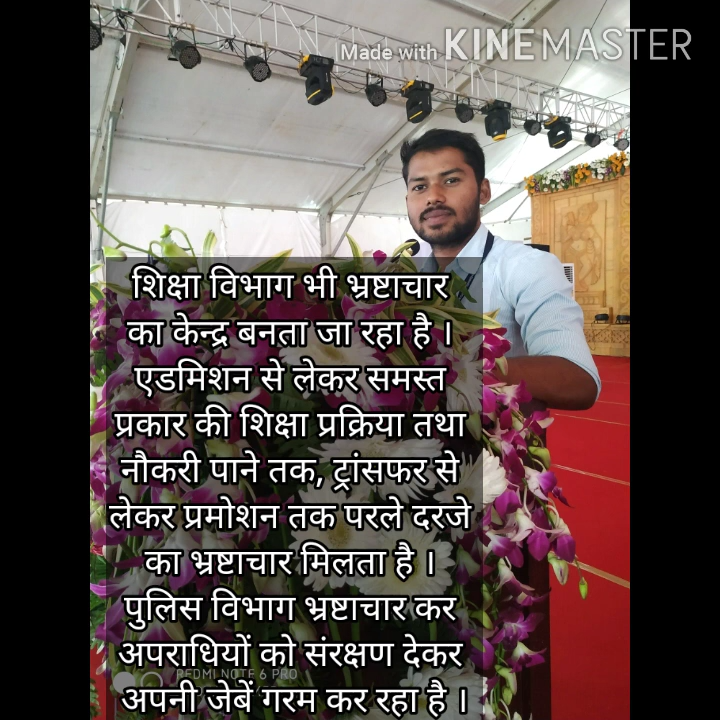 Made with KINEMASTER
शिक्षा विभाग भी भ्रष्टाचार
का केन्द्र बनता जा रहा है ।
एडमिशन से लेकर समस्त
प्रकार की शिक्षा प्रक्रिया तथा
नौकरी पाने तक, ट्रांसफर से
लेकर प्रमोशन तक परले दरजे
का भ्रष्टाचार मिलता है ।
पुलिस विभाग भ्रष्टाचार कर
अपराधियों को संरक्षण देकर
REDMI NOTE 6 PRO
अपनी जेबें गरम कर रहा है ।